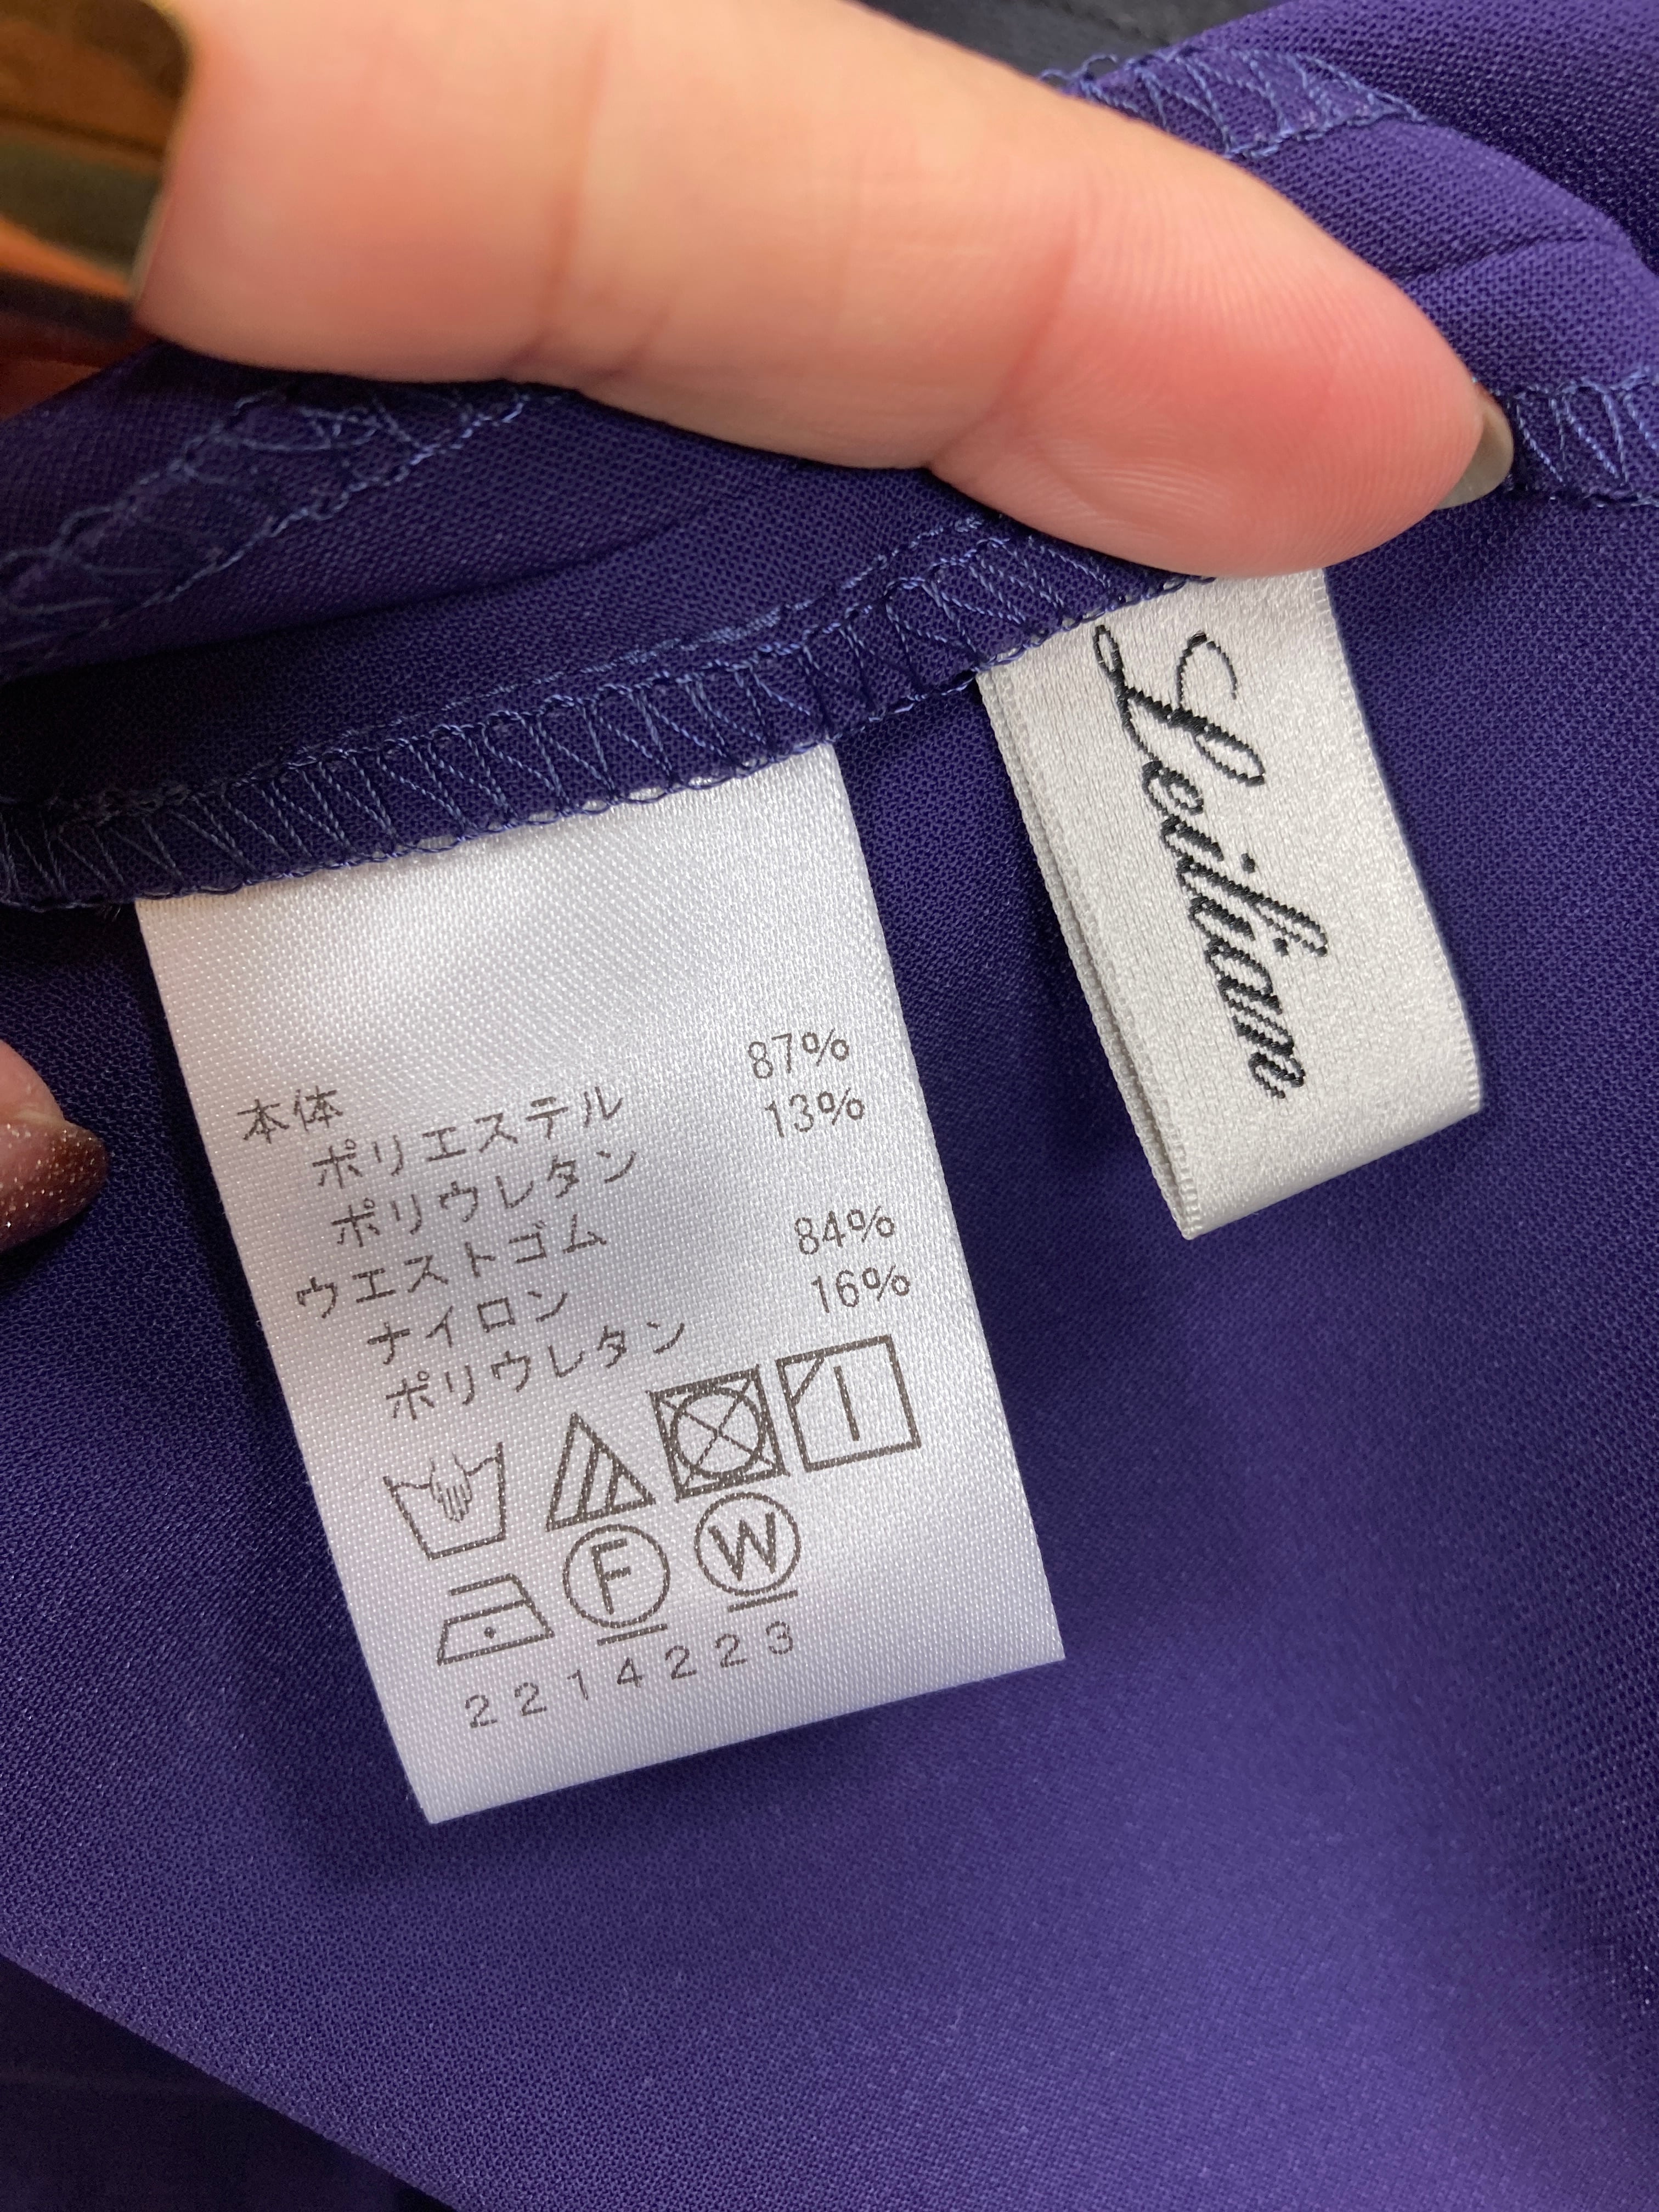 本体
ポリエステル 87%
ポリウレタン 13%
ウエストゴム
ナイロン 84%
ポリウレタン 16%
F W
2214223
Leilian